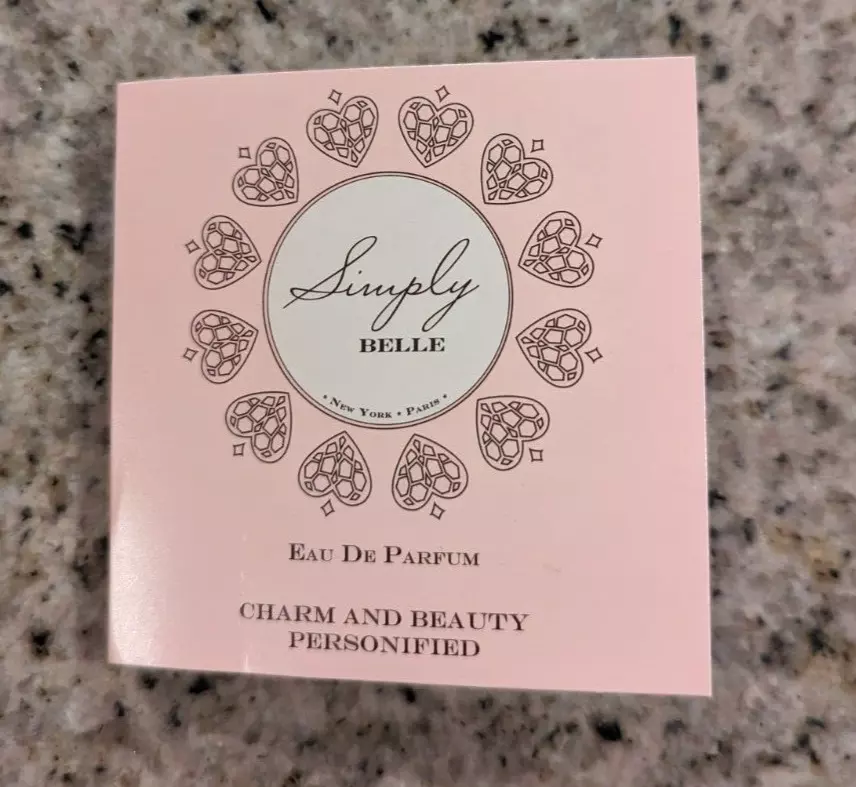 Simply
BELLE
• New York • Paris •
Eau De Parfum
CHARM AND BEAUTY
PERSONIFIED